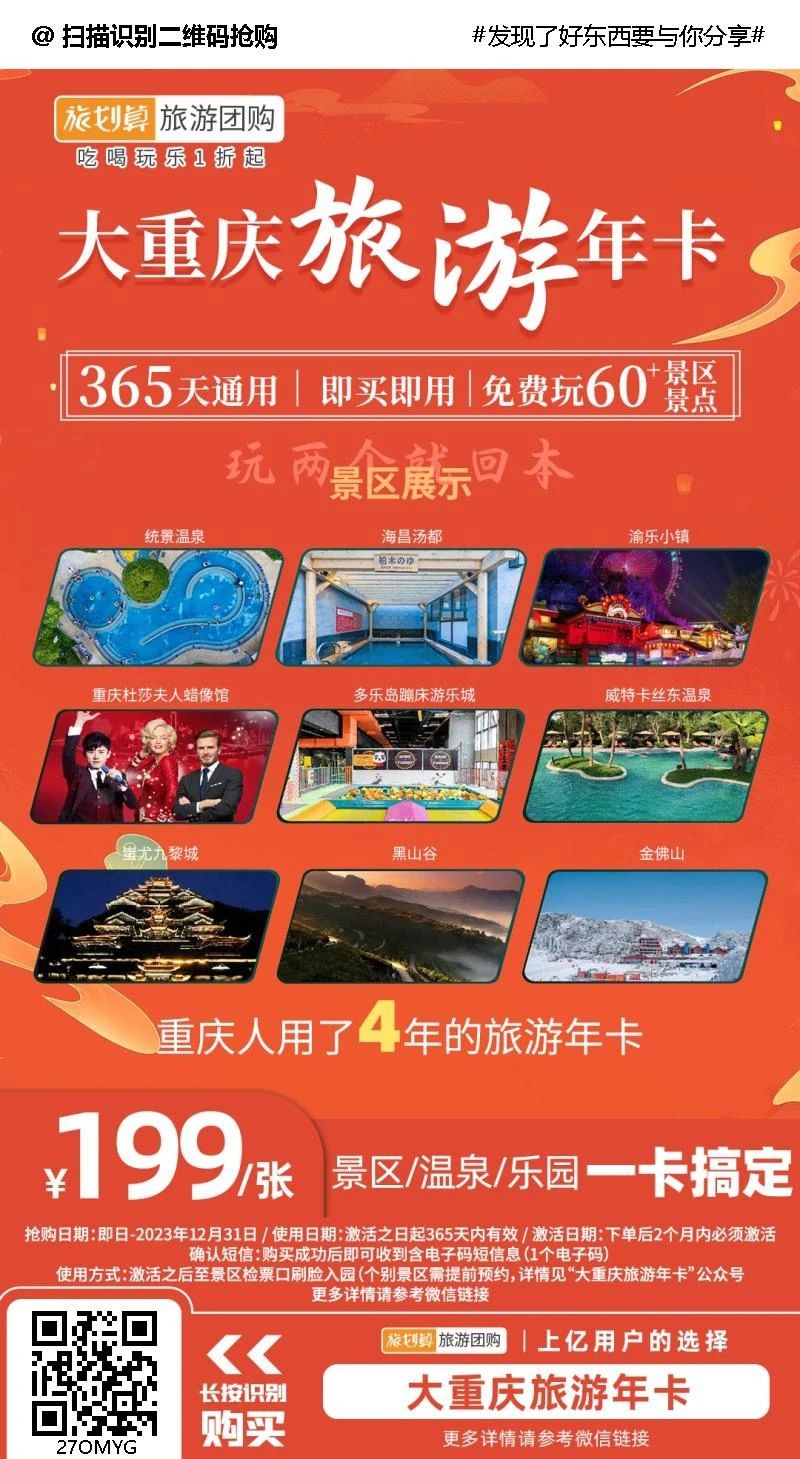 @ 扫描识别二维码抢购
#发现了好东西要与你分享#
旅划算 旅游团购
吃喝玩乐1折起
大重庆旅游年卡
365天通用｜即买即用｜免费玩60+景区景点
玩两个就回本
景区展示
统景温泉
海昌汤都
渝乐小镇
柏木のゆ
重庆杜莎夫人蜡像馆
多乐岛蹦床游乐城
威特卡丝东温泉
蚩尤九黎城
黑山谷
金佛山
重庆人用了4年的旅游年卡
¥199/张
景区/温泉/乐园一卡搞定
抢购日期:即日-2023年12月31日 / 使用日期:激活之日起365天内有效 / 激活日期:下单后2个月内必须激活
确认短信:购买成功后即可收到含电子码短信息(1个电子码)
使用方式:激活之后至景区检票口刷脸入园(个别景区需提前预约,详情见“大重庆旅游年卡”公众号
更多详情请参考微信链接
27OMYG
长按识别
购买
旅划算 旅游团购｜上亿用户的选择
大重庆旅游年卡
更多详情请参考微信链接